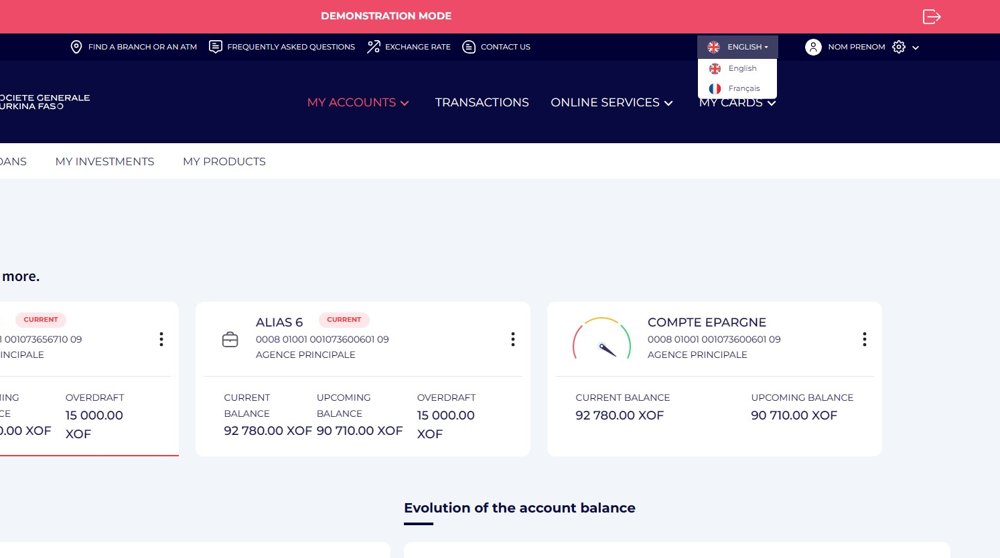 DEMONSTRATION MODE
FIND A BRANCH OR AN ATM FREQUENTLY ASKED QUESTIONS EXCHANGE RATE CONTACT US ENGLISH NOM PRENOM
English
Français
OCIETE GENERALE
URKINA FASO
MY ACCOUNTS TRANSACTIONS ONLINE SERVICES MY CARDS
OANS MY INVESTMENTS MY PRODUCTS
more.
CURRENT
1 001073656710 09
INCIPALE
ING
CE
0.00 XOF
OVERDRAFT
15 000.00
XOF
ALIAS 6 CURRENT
0008 01001 001073600601 09
AGENCE PRINCIPALE
CURRENT
BALANCE
92 780.00 XOF
UPCOMING
BALANCE
90 710.00 XOF
OVERDRAFT
15 000.00
XOF
COMPTE EPARGNE
0008 01001 001073600601 09
AGENCE PRINCIPALE
CURRENT BALANCE
92 780.00 XOF
UPCOMING BALANCE
90 710.00 XOF
Evolution of the account balance